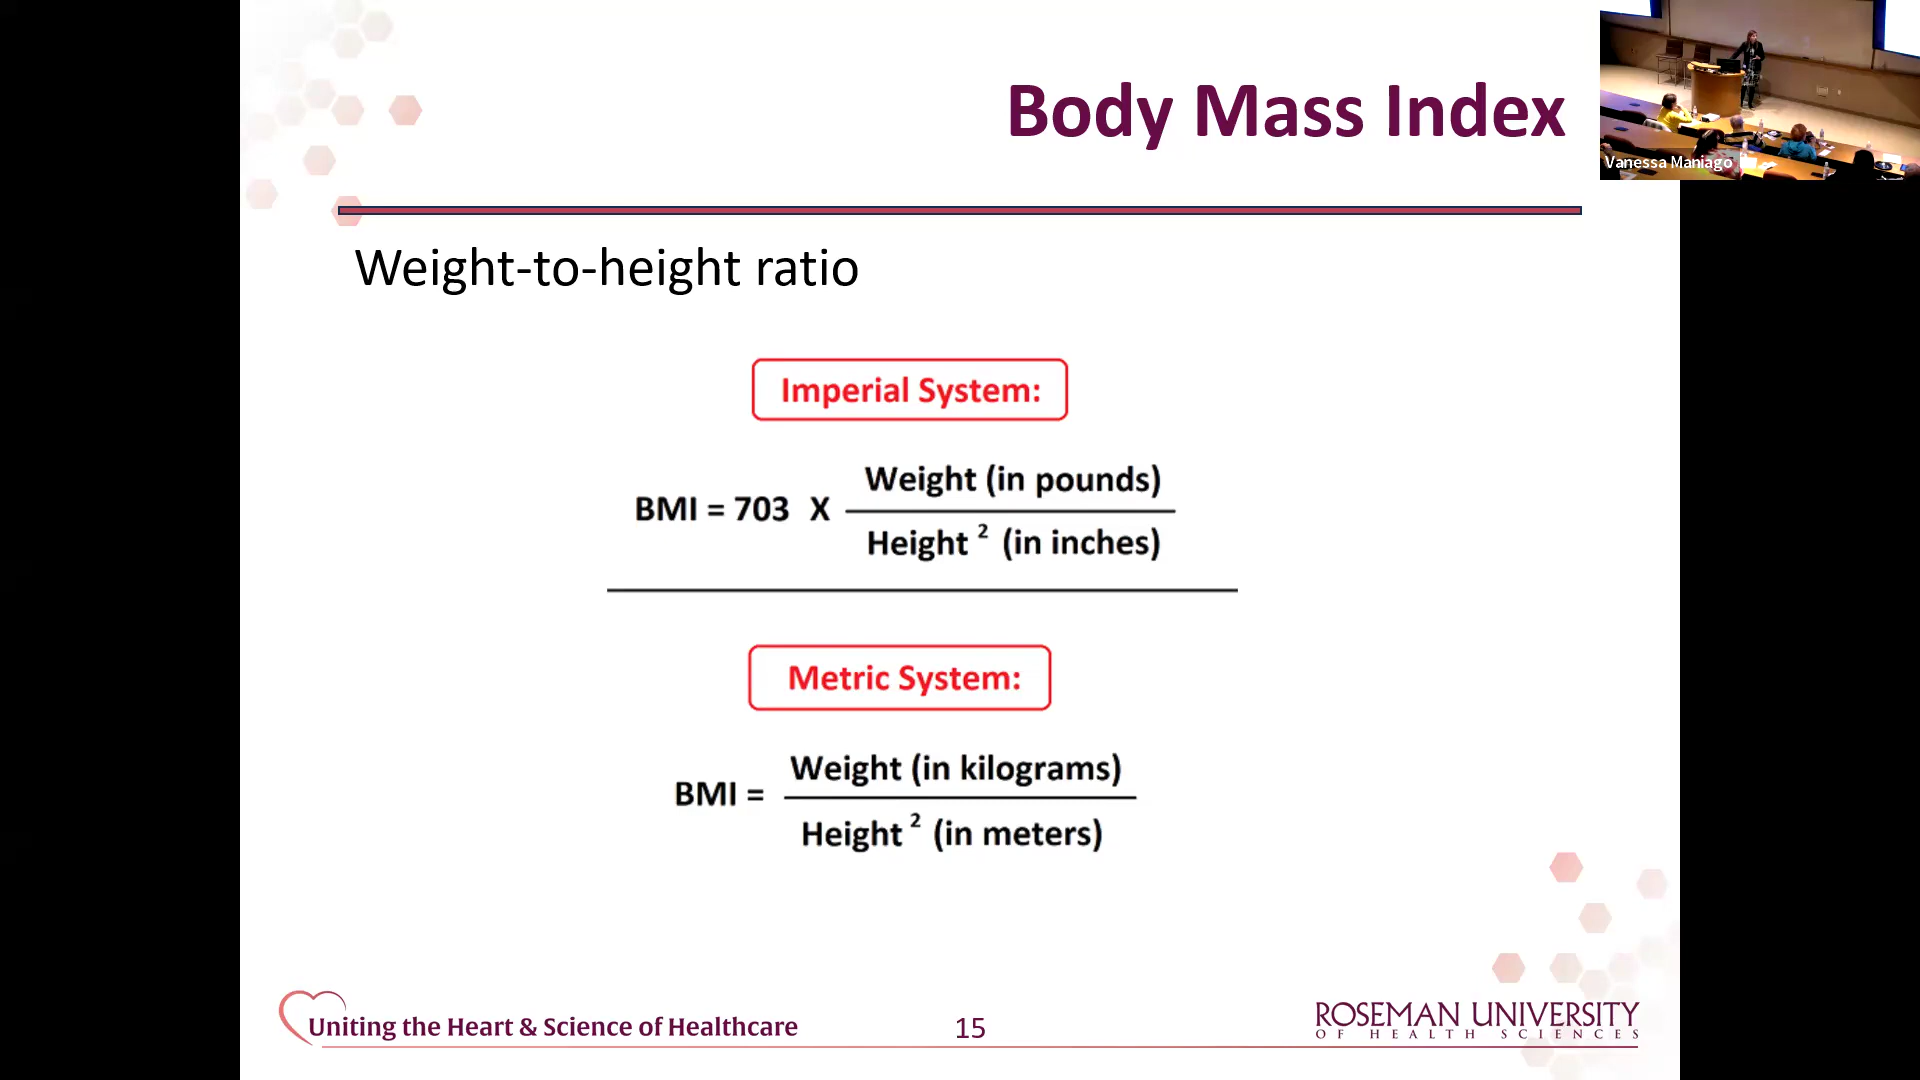 Body Mass Index
Vanessa Maniago
Weight-to-height ratio
Imperial System:
BMI = 703 X Weight (in pounds)
Height 2 (in inches)
Metric System:
BMI = Weight (in kilograms)
Height 2 (in meters)
Uniting the Heart & Science of Healthcare
15
ROSEMAN UNIVERSITY
OF HEALTH SCIENCES